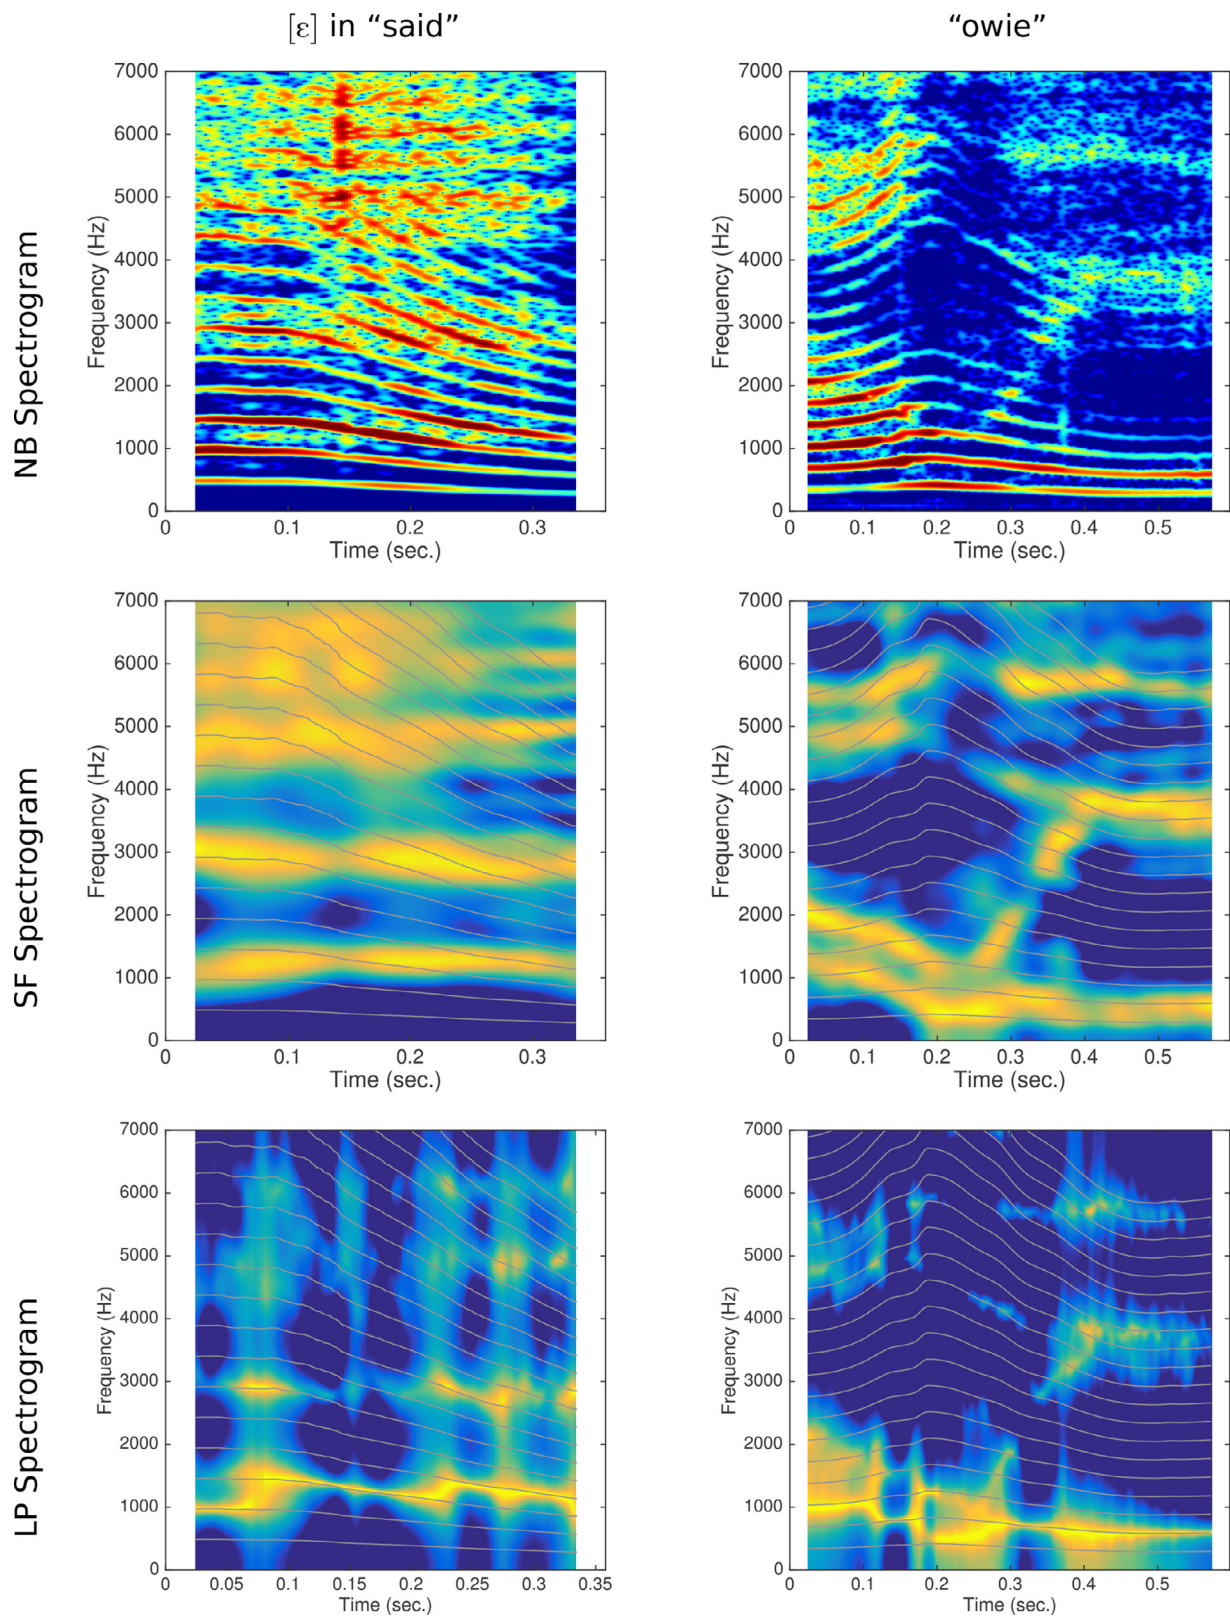 [ɛ] in “said”
“owie”
NB Spectrogram
Frequency (Hz)
7000
6000
5000
4000
3000
2000
1000
0
0 0.1 0.2 0.3
Time (sec.)
Frequency (Hz)
7000
6000
5000
4000
3000
2000
1000
0
0 0.1 0.2 0.3 0.4 0.5
Time (sec.)
SF Spectrogram
Frequency (Hz)
7000
6000
5000
4000
3000
2000
1000
0
0 0.1 0.2 0.3
Time (sec.)
Frequency (Hz)
7000
6000
5000
4000
3000
2000
1000
0
0 0.1 0.2 0.3 0.4 0.5
Time (sec.)
LP Spectrogram
Frequency (Hz)
7000
6000
5000
4000
3000
2000
1000
0
0 0.05 0.1 0.15 0.2 0.25 0.3 0.35
Time (sec.)
Frequency (Hz)
7000
6000
5000
4000
3000
2000
1000
0
0 0.1 0.2 0.3 0.4 0.5
Time (sec.)